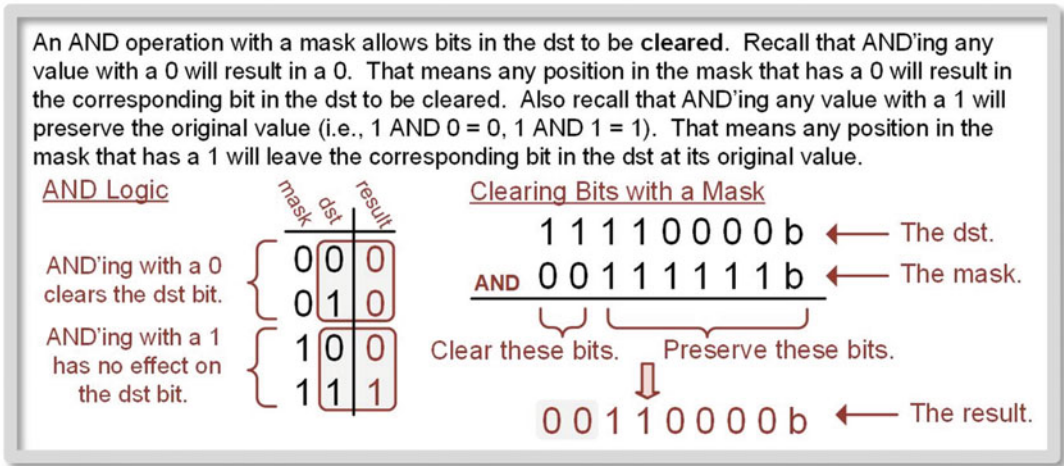 An AND operation with a mask allows bits in the dst to be cleared. Recall that AND'ing any
value with a 0 will result in a 0. That means any position in the mask that has a 0 will result in
the corresponding bit in the dst to be cleared. Also recall that AND'ing any value with a 1 will
preserve the original value (i.e., 1 AND 0 = 0, 1 AND 1 = 1). That means any position in the
mask that has a 1 will leave the corresponding bit in the dst at its original value.
AND Logic
mask dst result
AND'ing with a 0
clears the dst bit.
0 0 0
0 1 0
AND'ing with a 1
has no effect on
the dst bit.
1 0 0
1 1 1
Clearing Bits with a Mask
1 1 1 1 0 0 0 0 b The dst.
AND 0 0 1 1 1 1 1 1 b The mask.
Clear these bits. Preserve these bits.
0 0 1 1 0 0 0 0 b The result.